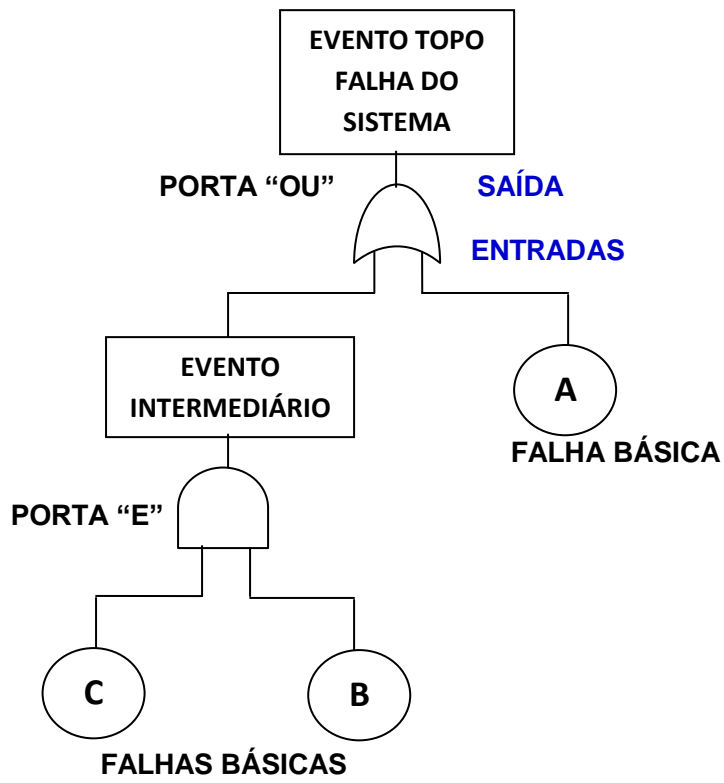 EVENTO TOPO
FALHA DO
SISTEMA
PORTA “OU”
SAÍDA
ENTRADAS
EVENTO
INTERMEDIÁRIO
A
FALHA BÁSICA
PORTA “E”
C
B
FALHAS BÁSICAS